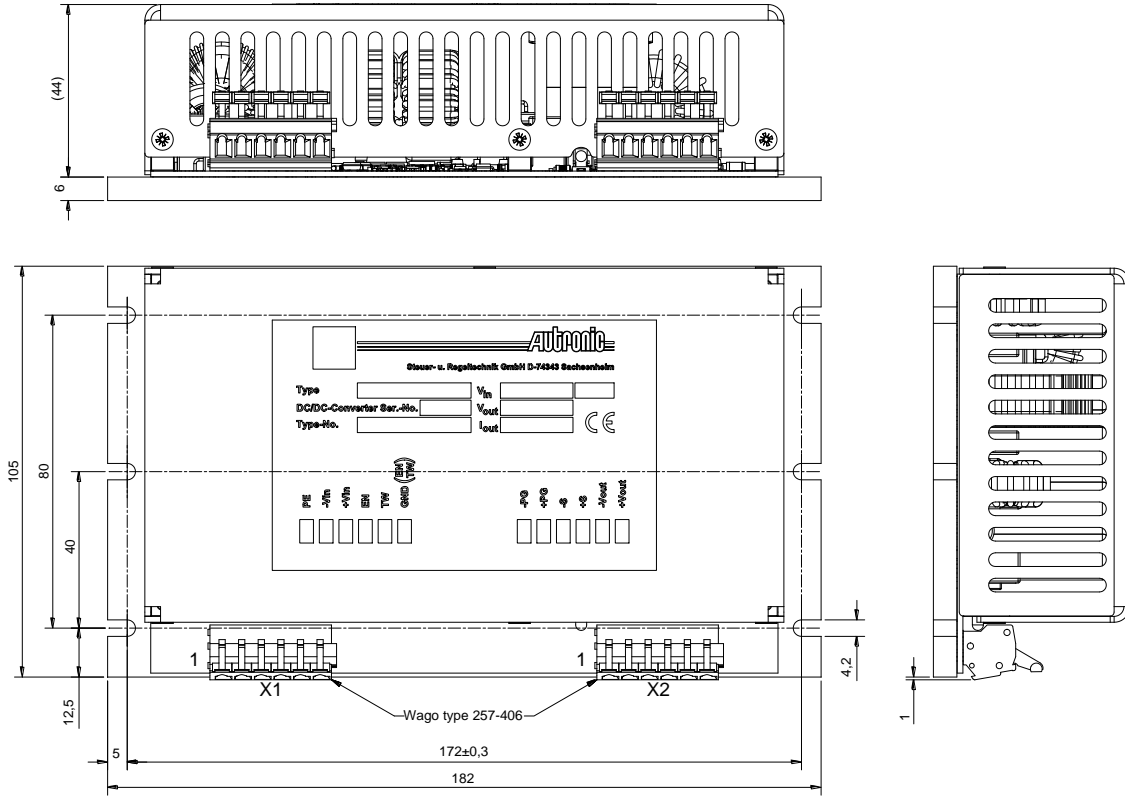 (44)
6
105
80
40
12,5
5
172±0,3
182
4,2
1
Autronic
Steuer- u. Regeltechnik GmbH D-74343 Sachsenheim
Type
Vin
DC/DC-Converter Ser.-No.
Vout
Type-No.
Iout
CE
PE
-Vin
+Vin
EN
TW
GND (EN TW)
-PG
+PG
-S
+S
-Vout
+Vout
1
X1
1
X2
Wago type 257-406